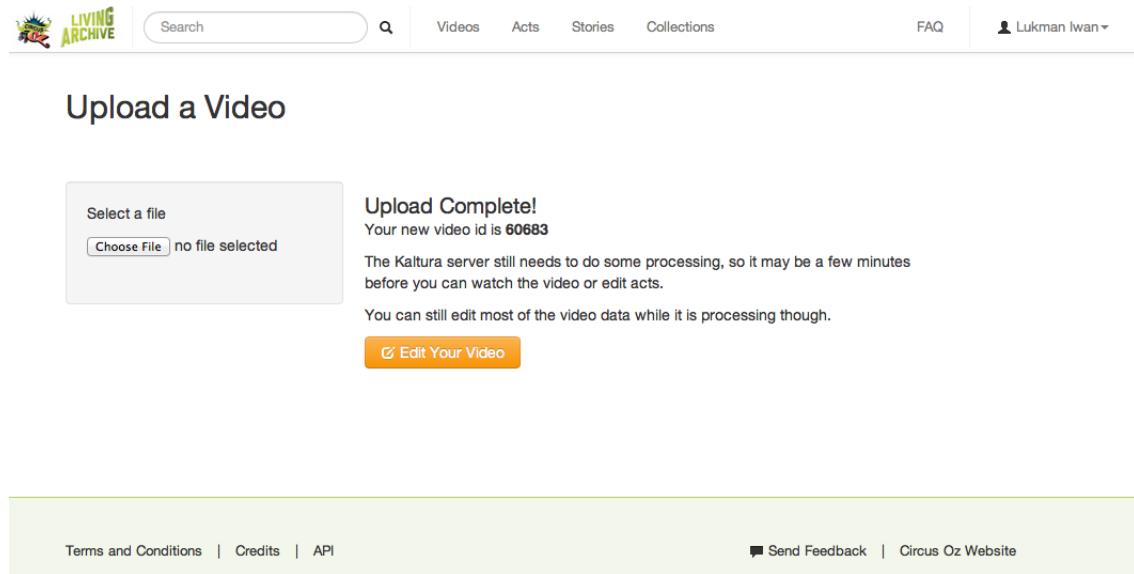 CIRCUS OZ LIVING ARCHIVE Search Videos Acts Stories Collections FAQ Lukman Iwan
Upload a Video
Select a file
Choose File no file selected
Upload Complete!
Your new video id is 60683
The Kaltura server still needs to do some processing, so it may be a few minutes
before you can watch the video or edit acts.
You can still edit most of the video data while it is processing though.
Edit Your Video
Terms and Conditions | Credits | API Send Feedback | Circus Oz Website